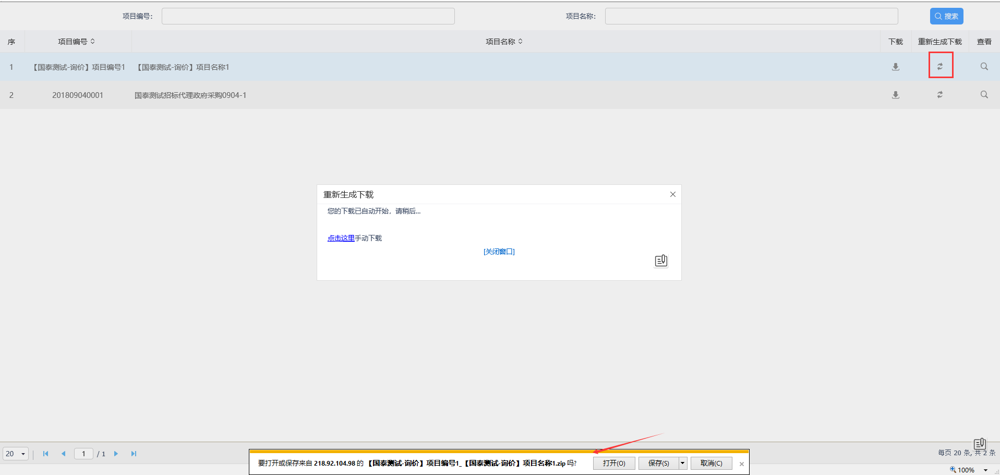 项目编号： 项目名称： 搜索
序 项目编号 项目名称 下载 重新生成下载 查看
1 【国泰测试-询价】项目编号1 【国泰测试-询价】项目名称1
2 201809040001 国泰测试招标代理政府采购0904-1
重新生成下载
您的下载已自动开始，请稍后...
点击这里手动下载
[关闭窗口]
20 1 / 1 每页 20 条, 共 2 条
要打开或保存来自 218.92.104.98 的 【国泰测试-询价】项目编号1_【国泰测试-询价】项目名称1.zip 吗? 打开(O) 保存(S) 取消(C)
100%